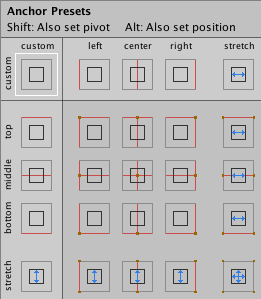 Anchor Presets
Shift: Also set pivot Alt: Also set position
custom left center right stretch
custom
top
middle
bottom
stretch